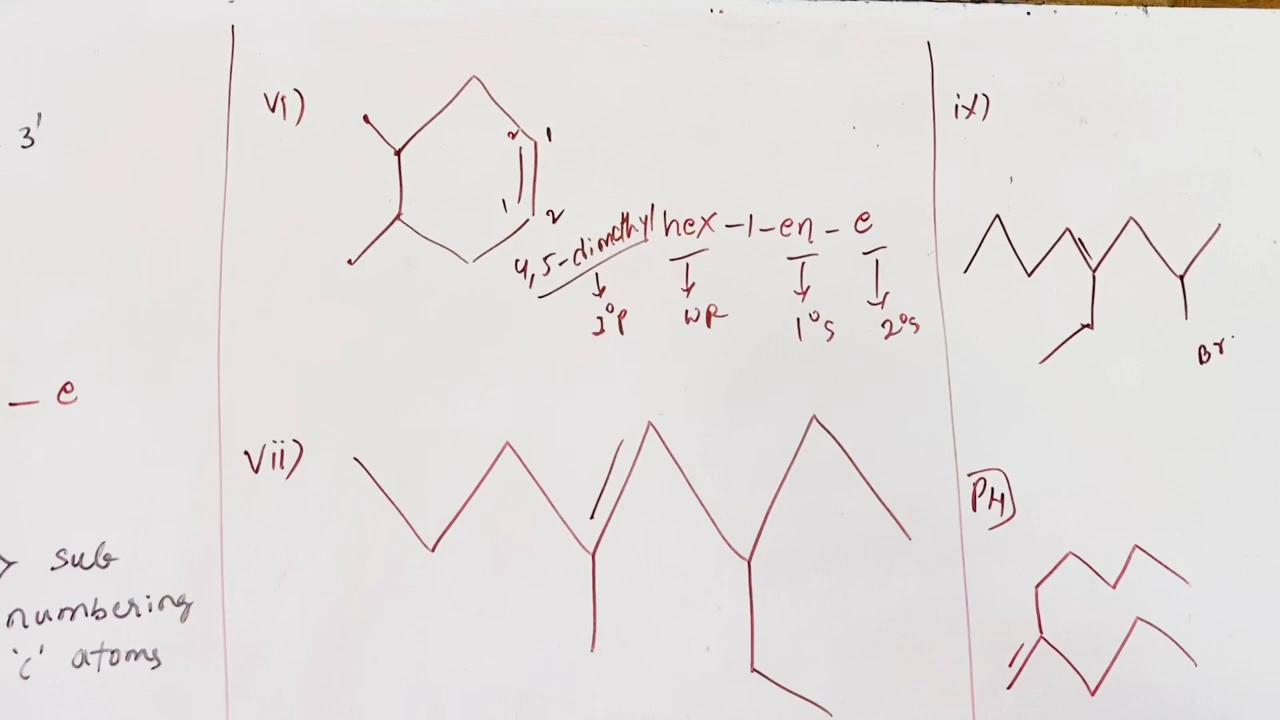 3'
– e
sub
numbering
'c' atoms
vi)
2 1
1 2
4,5-dimethyl hex –1– en – e
WR 1°s 2°s
Vii)
ix)
Br
PH